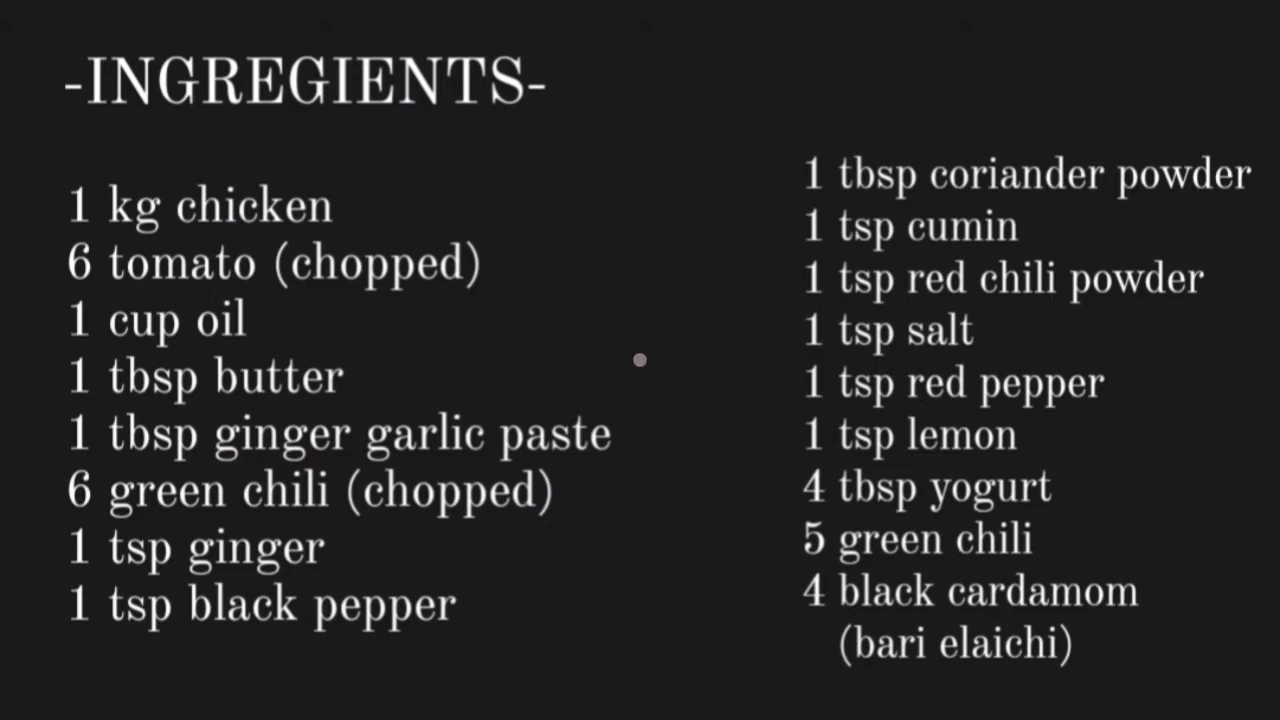 -INGREGIENTS-
1 kg chicken
6 tomato (chopped)
1 cup oil
1 tbsp butter
1 tbsp ginger garlic paste
6 green chili (chopped)
1 tsp ginger
1 tsp black pepper
1 tbsp coriander powder
1 tsp cumin
1 tsp red chili powder
1 tsp salt
1 tsp red pepper
1 tsp lemon
4 tbsp yogurt
5 green chili
4 black cardamom
(bari elaichi)